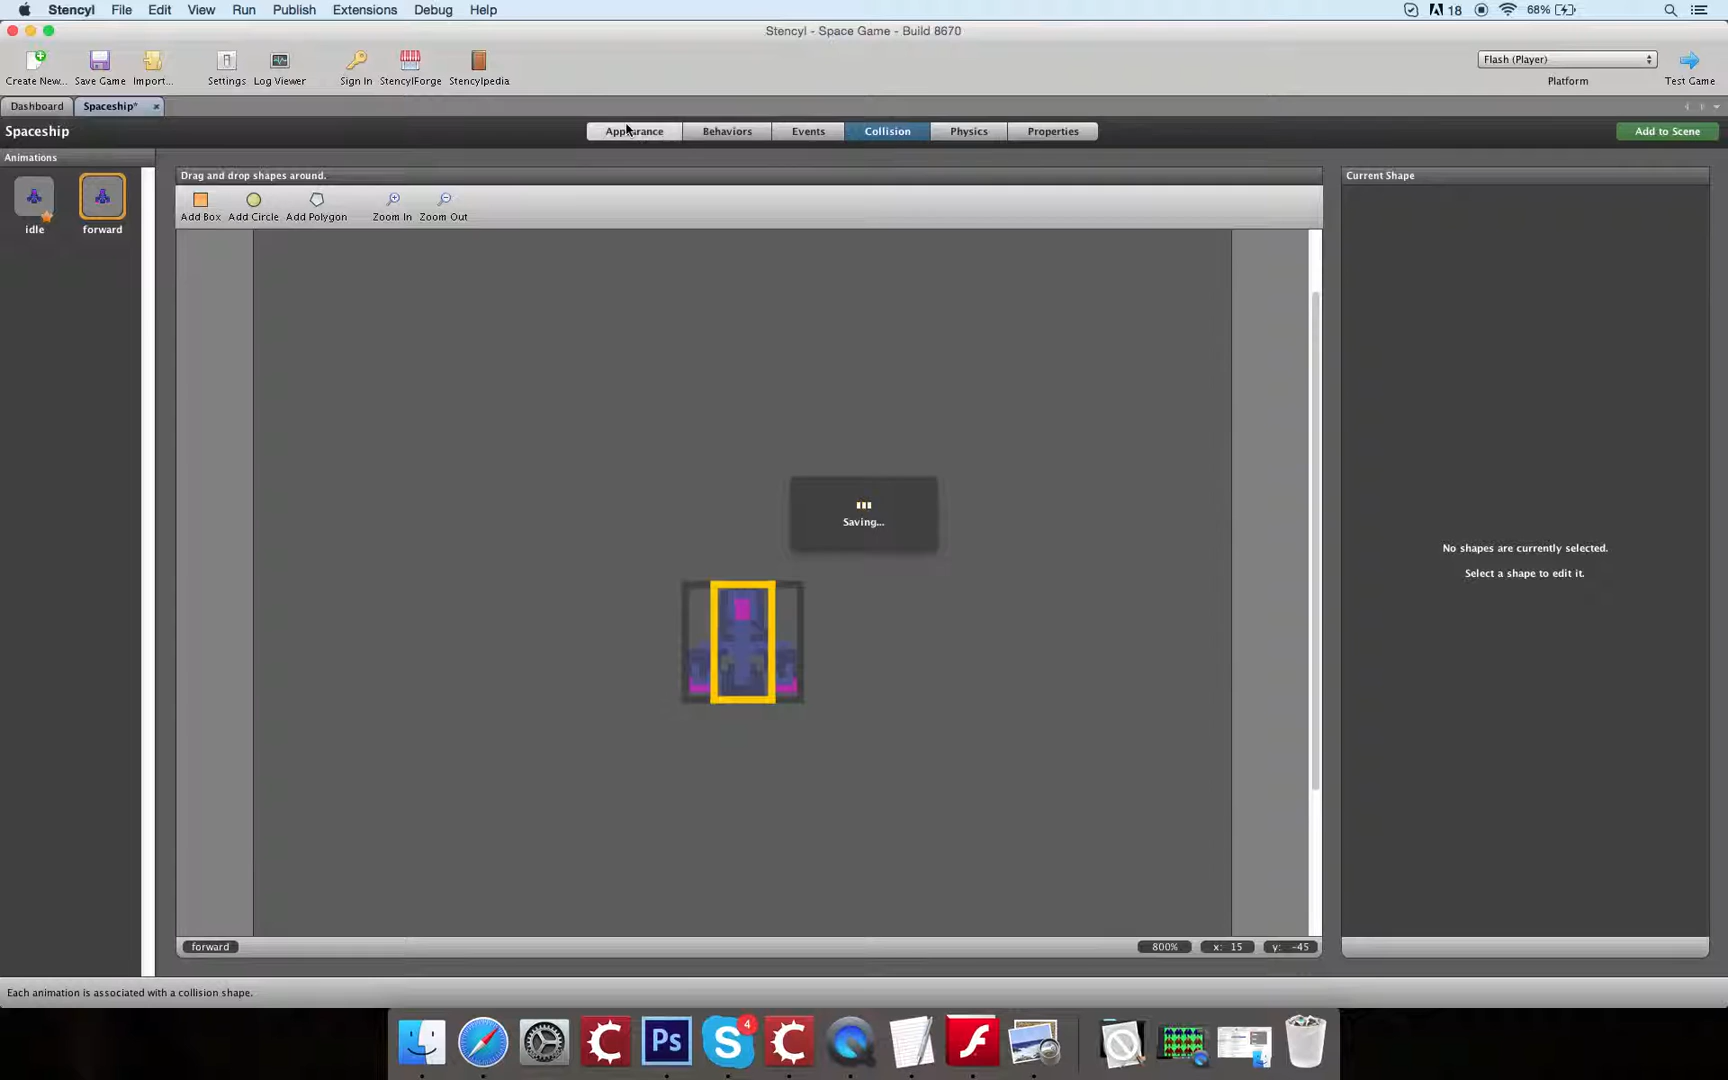 Stencyl File Edit View Run Publish Extensions Debug Help 18 68%
Stencyl - Space Game - Build 8670
Create New... Save Game Import... Settings Log Viewer Sign In StencylForge Stencylpedia Flash (Player) Platform Test Game
Dashboard Spaceship*
Spaceship Appearance Behaviors Events Collision Physics Properties Add to Scene
Animations
Drag and drop shapes around. Current Shape
Add Box Add Circle Add Polygon Zoom In Zoom Out
idle forward
Saving...
No shapes are currently selected.
Select a shape to edit it.
forward 800% x: 15 y: -45
Each animation is associated with a collision shape.
Ps 4